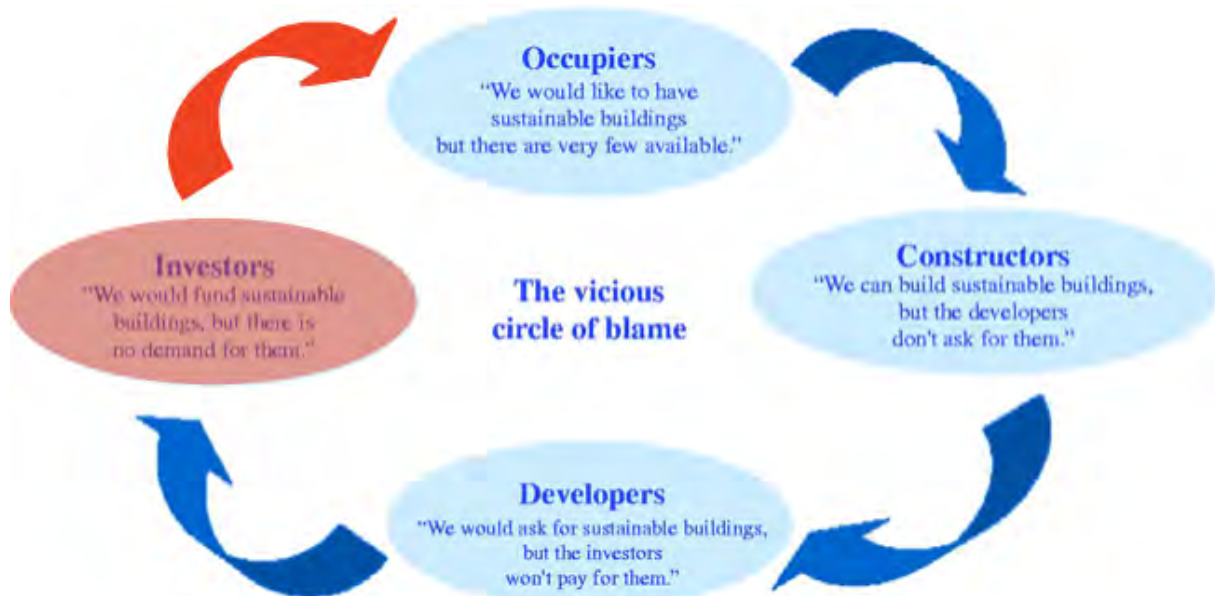 Occupiers
“We would like to have
sustainable buildings
but there are very few available.”
Investors
“We would fund sustainable
buildings, but there is
no demand for them.”
The vicious
circle of blame
Constructors
“We can build sustainable buildings,
but the developers
don't ask for them.”
Developers
“We would ask for sustainable buildings,
but the investors
won't pay for them.”